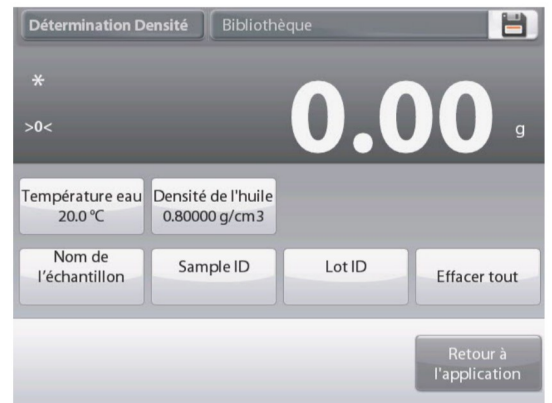 Détermination Densité
Bibliothèque
*
>0<
0.00 g
Température eau
20.0 °C
Densité de l'huile
0.80000 g/cm3
Nom de
l'échantillon
Sample ID
Lot ID
Effacer tout
Retour à
l'application